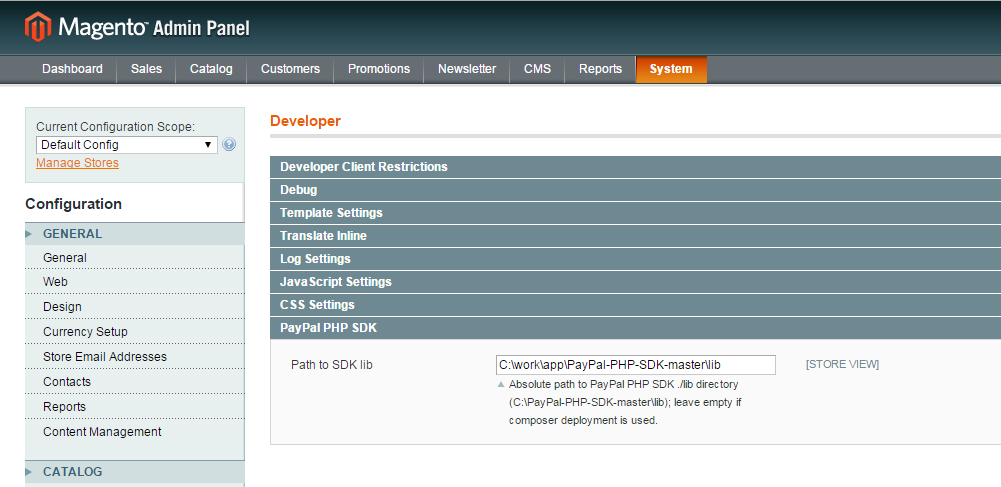 Magento™ Admin Panel
Dashboard Sales Catalog Customers Promotions Newsletter CMS Reports System
Current Configuration Scope:
Default Config
Manage Stores
Configuration
GENERAL
General
Web
Design
Currency Setup
Store Email Addresses
Contacts
Reports
Content Management
CATALOG
Developer
Developer Client Restrictions
Debug
Template Settings
Translate Inline
Log Settings
JavaScript Settings
CSS Settings
PayPal PHP SDK
Path to SDK lib C:\work\app\PayPal-PHP-SDK-master\lib [STORE VIEW]
Absolute path to PayPal PHP SDK ./lib directory
(C:\PayPal-PHP-SDK-master\lib); leave empty if
composer deployment is used.